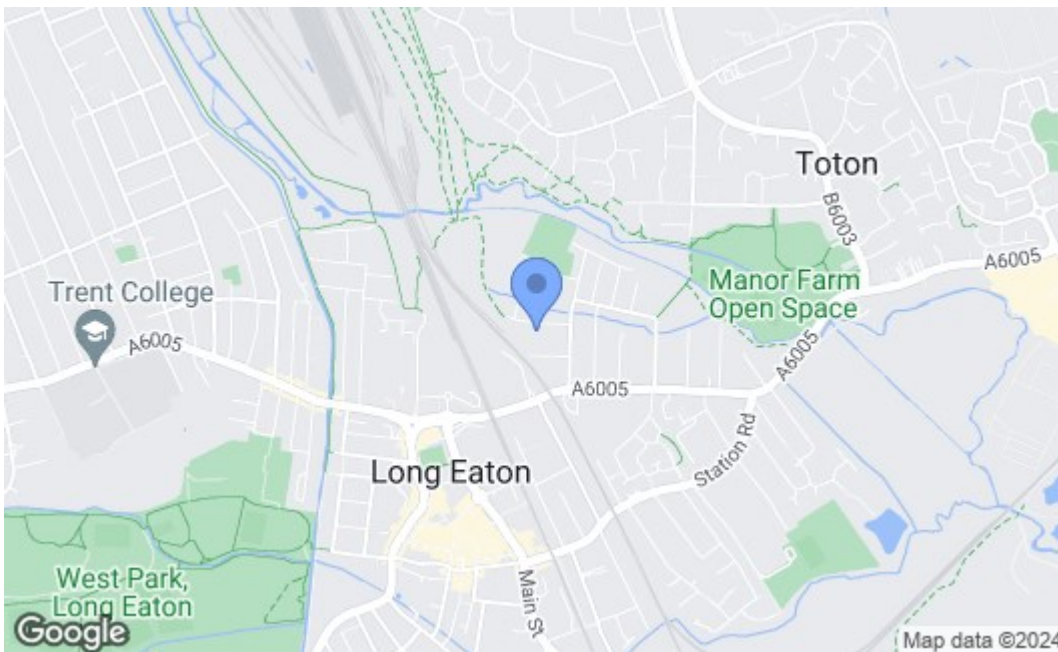 Toton
B6003
A6005
Manor Farm
Open Space
Trent College
A6005
A6005
A6005
Station Rd
Long Eaton
West Park,
Long Eaton
Main St
Google
Map data ©2024